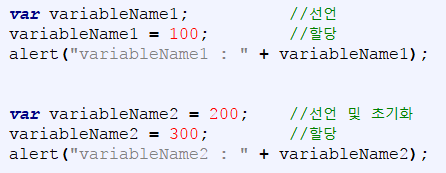 var variableName1;          //선언
variableName1 = 100;        //할당
alert("variableName1 : " + variableName1);
var variableName2 = 200;    //선언 및 초기화
variableName2 = 300;        //할당
alert("variableName2 : " + variableName2);